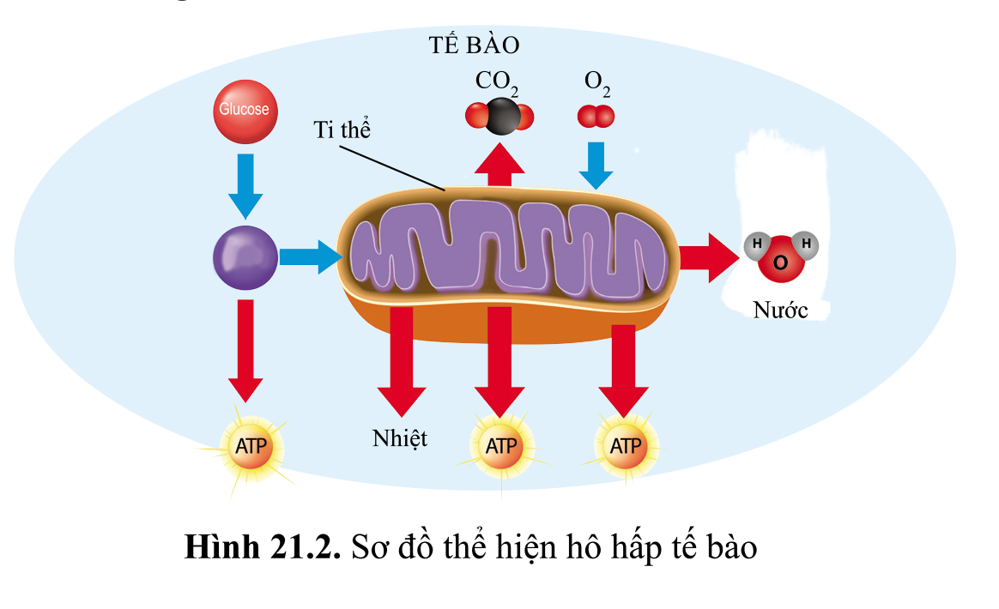 TẾ BÀO
CO₂
O₂
Glucose
Ti thể
H
H
O
Nước
Nhiệt
ATP
ATP
ATP
Hình 21.2. Sơ đồ thể hiện hô hấp tế bào